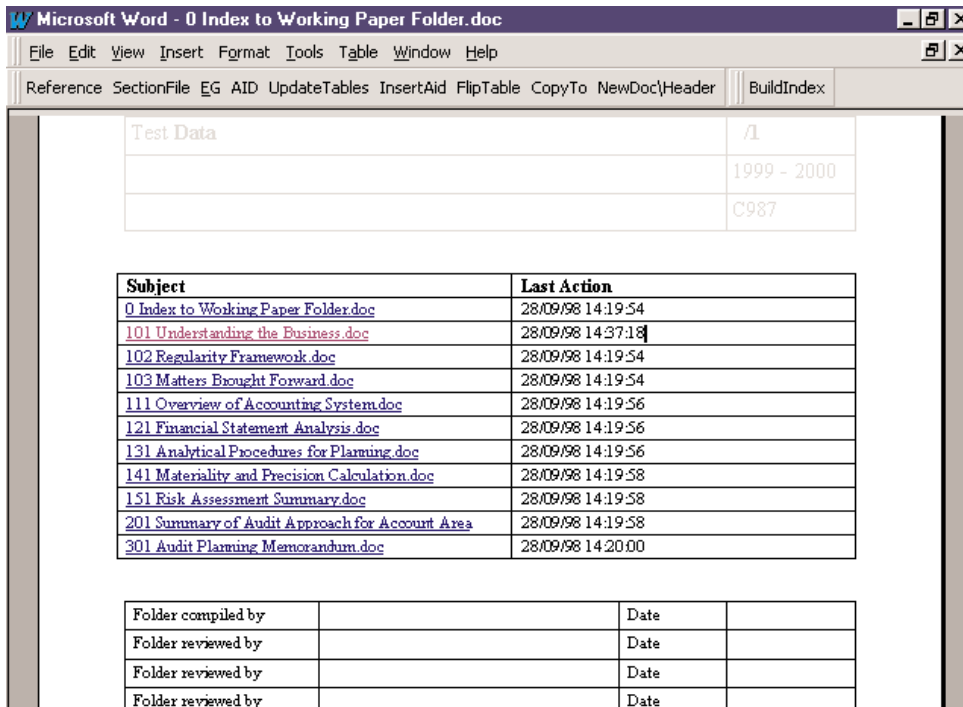 Microsoft Word - 0 Index to Working Paper Folder.doc
File Edit View Insert Format Tools Table Window Help
Reference SectionFile EG AID UpdateTables InsertAid FlipTable CopyTo NewDoc\Header BuildIndex
Test Data /1
1999 - 2000
C987
Subject Last Action
0 Index to Working Paper Folder.doc 28/09/98 14:19:54
101 Understanding the Business.doc 28/09/98 14:37:18
102 Regularity Framework.doc 28/09/98 14:19:54
103 Matters Brought Forward.doc 28/09/98 14:19:54
111 Overview of Accounting System.doc 28/09/98 14:19:56
121 Financial Statement Analysis.doc 28/09/98 14:19:56
131 Analytical Procedures for Planning.doc 28/09/98 14:19:56
141 Materiality and Precision Calculation.doc 28/09/98 14:19:58
151 Risk Assessment Summary.doc 28/09/98 14:19:58
201 Summary of Audit Approach for Account Area 28/09/98 14:19:58
301 Audit Planning Memorandum.doc 28/09/98 14:20:00
Folder compiled by Date
Folder reviewed by Date
Folder reviewed by Date
Folder reviewed by Date